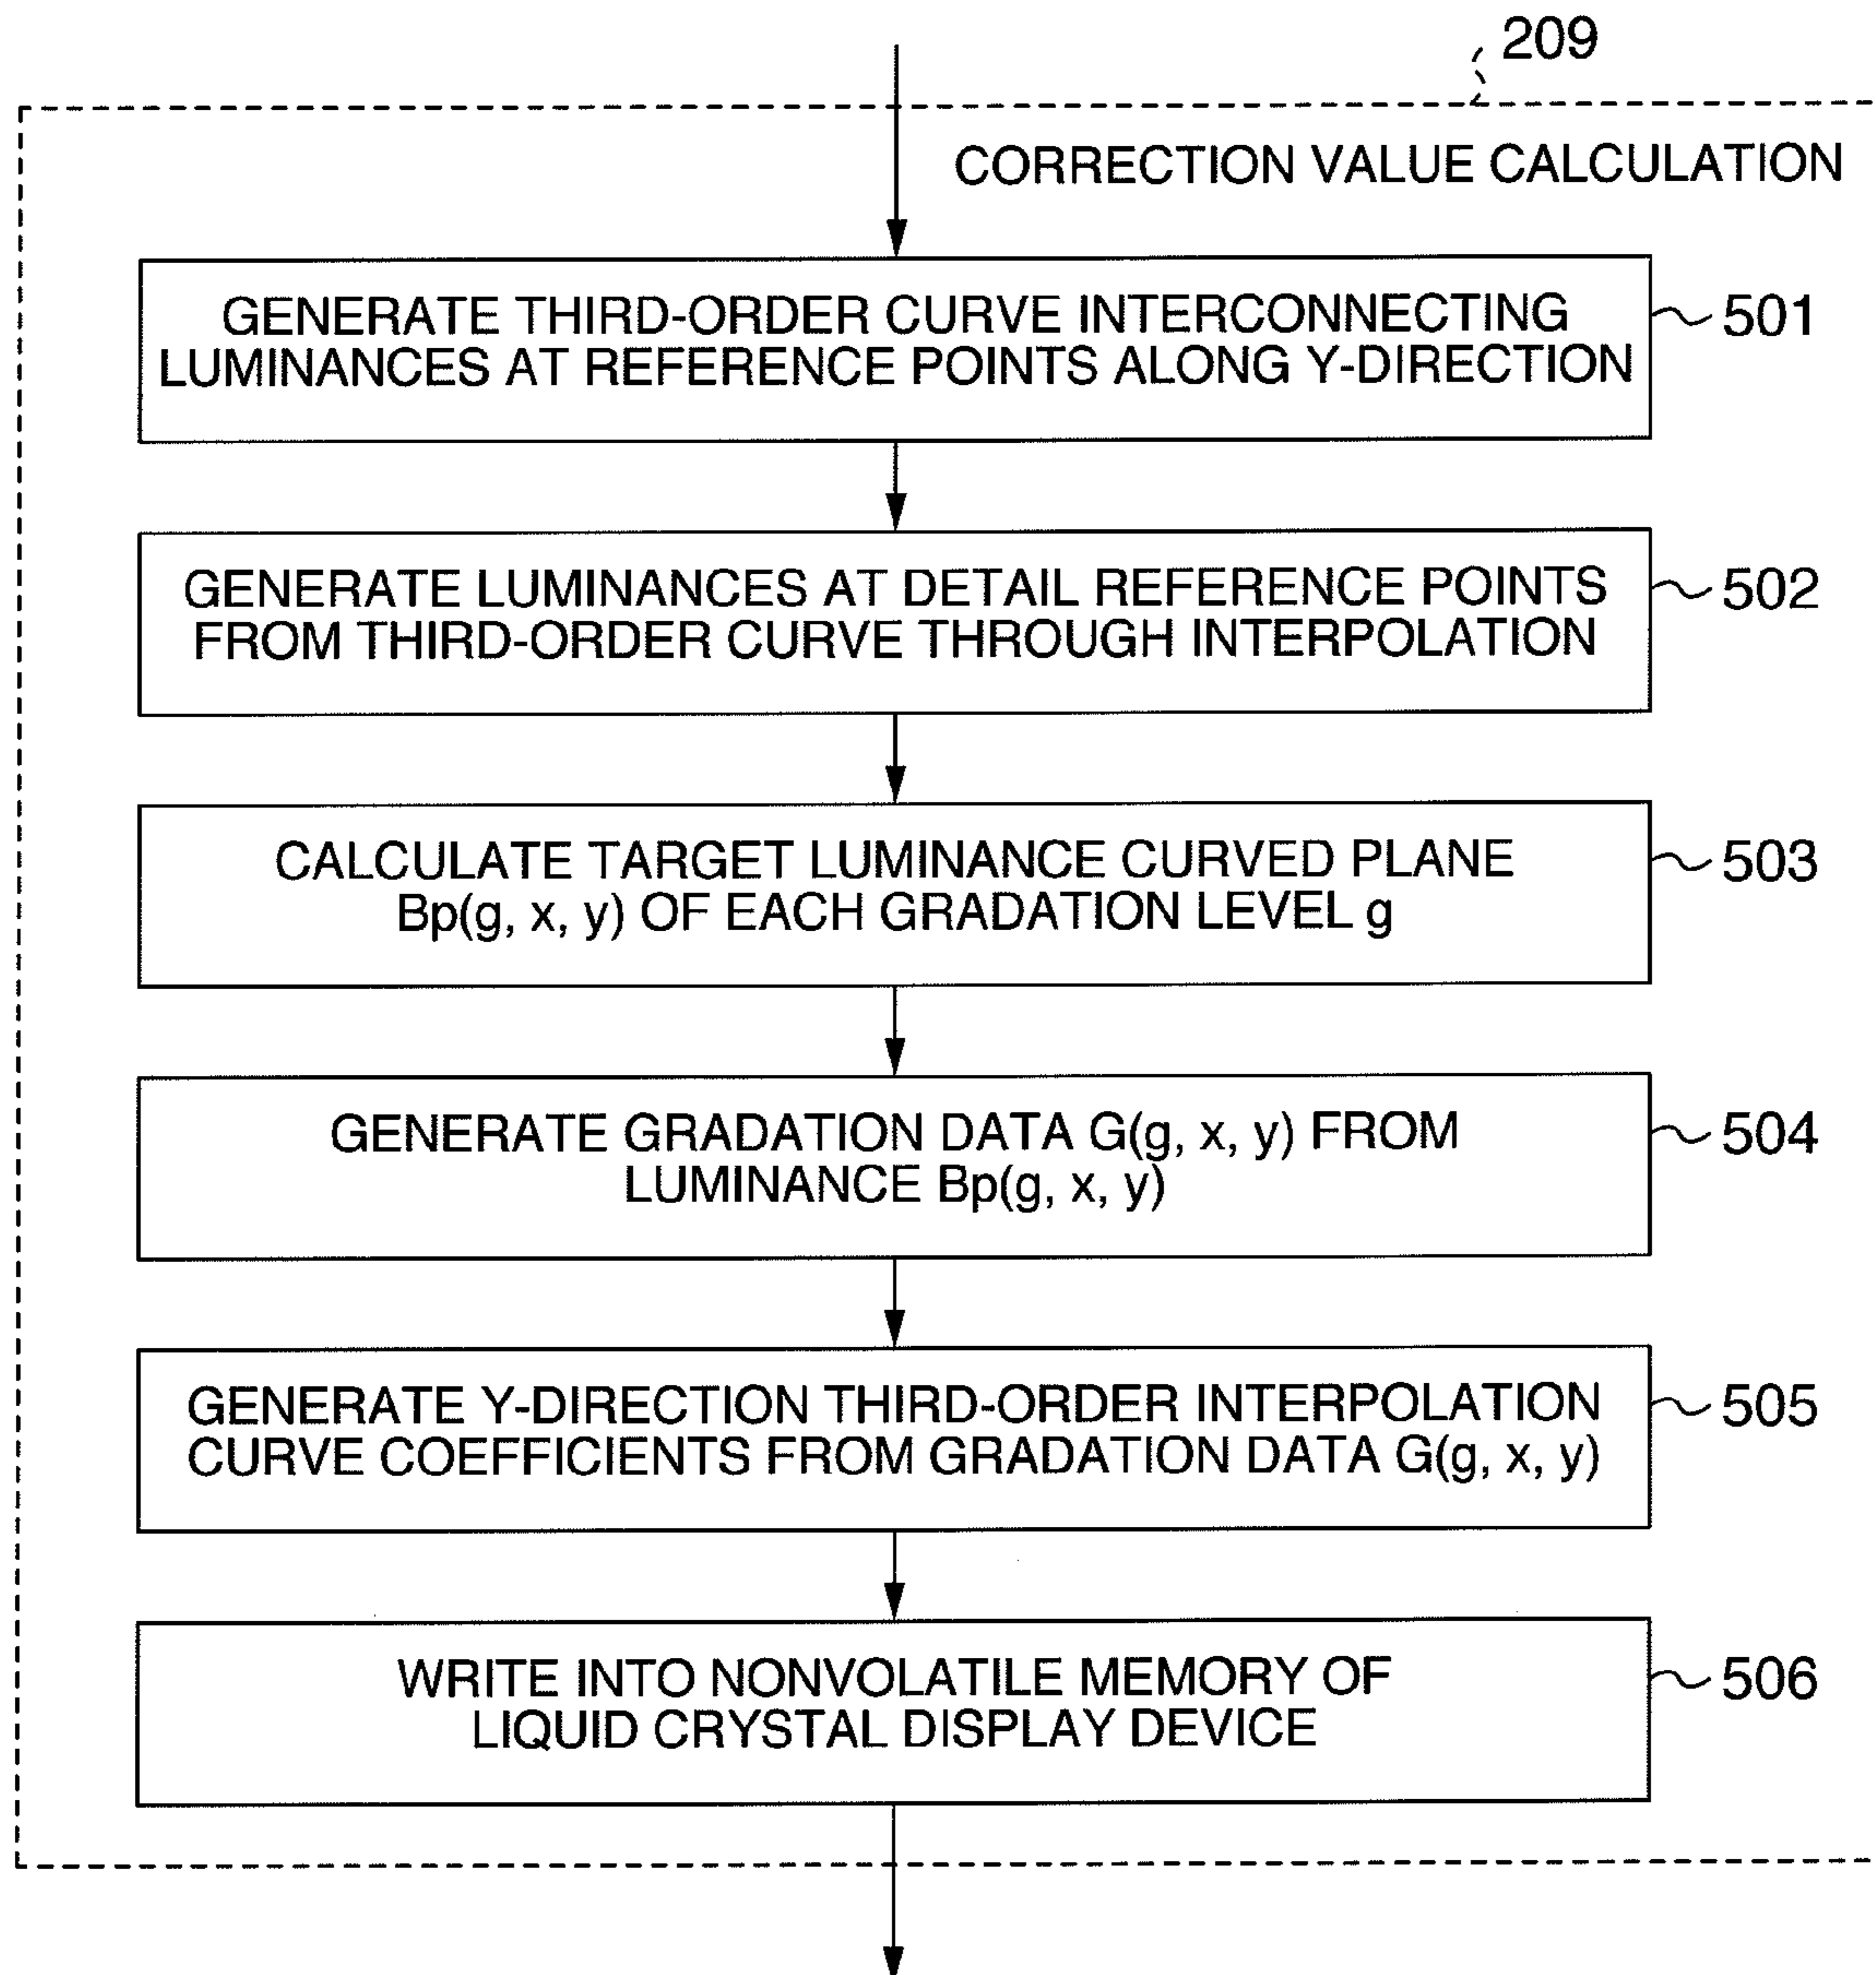 209
CORRECTION VALUE CALCULATION
GENERATE THIRD-ORDER CURVE INTERCONNECTING
LUMINANCES AT REFERENCE POINTS ALONG Y-DIRECTION
501
GENERATE LUMINANCES AT DETAIL REFERENCE POINTS
FROM THIRD-ORDER CURVE THROUGH INTERPOLATION
502
CALCULATE TARGET LUMINANCE CURVED PLANE
Bp(g, x, y) OF EACH GRADATION LEVEL g
503
GENERATE GRADATION DATA G(g, x, y) FROM
LUMINANCE Bp(g, x, y)
504
GENERATE Y-DIRECTION THIRD-ORDER INTERPOLATION
CURVE COEFFICIENTS FROM GRADATION DATA G(g, x, y)
505
WRITE INTO NONVOLATILE MEMORY OF
LIQUID CRYSTAL DISPLAY DEVICE
506